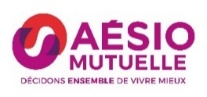 AÉSIO
MUTUELLE
DÉCIDONS ENSEMBLE DE VIVRE MIEUX